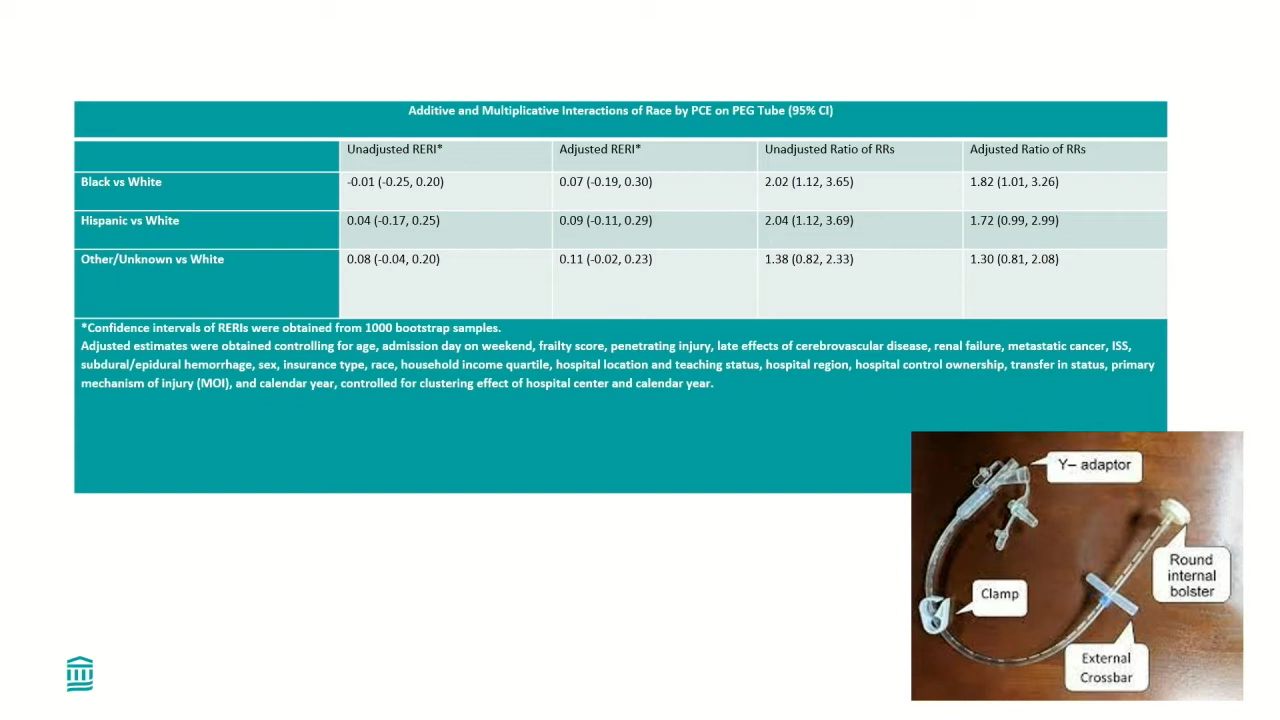 Additive and Multiplicative Interactions of Race by PCE on PEG Tube (95% CI)
Unadjusted RERI* Adjusted RERI* Unadjusted Ratio of RRs Adjusted Ratio of RRs
Black vs White -0.01 (-0.25, 0.20) 0.07 (-0.19, 0.30) 2.02 (1.12, 3.65) 1.82 (1.01, 3.26)
Hispanic vs White 0.04 (-0.17, 0.25) 0.09 (-0.11, 0.29) 2.04 (1.12, 3.69) 1.72 (0.99, 2.99)
Other/Unknown vs White 0.08 (-0.04, 0.20) 0.11 (-0.02, 0.23) 1.38 (0.82, 2.33) 1.30 (0.81, 2.08)
*Confidence intervals of RERIs were obtained from 1000 bootstrap samples.
Adjusted estimates were obtained controlling for age, admission day on weekend, frailty score, penetrating injury, late effects of cerebrovascular disease, renal failure, metastatic cancer, ISS,
subdural/epidural hemorrhage, sex, insurance type, race, household income quartile, hospital location and teaching status, hospital region, hospital control ownership, transfer in status, primary
mechanism of injury (MOI), and calendar year, controlled for clustering effect of hospital center and calendar year.
Y– adaptor
Round
internal
bolster
Clamp
External
Crossbar